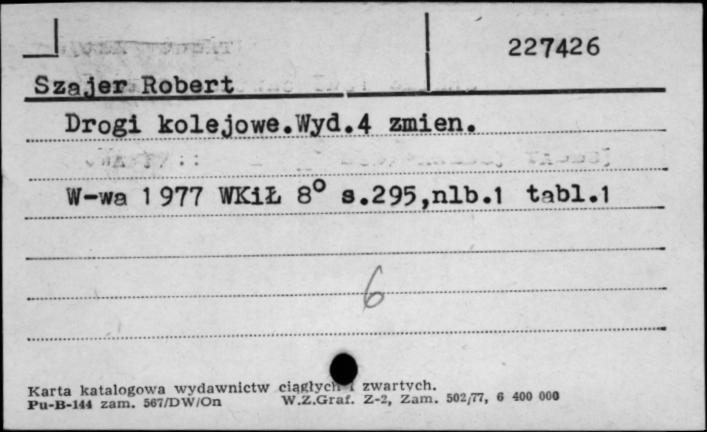 227426
Szajer Robert
Drogi kolejowe.Wyd.4 zmien.
W-wa 1977 WKiŁ 8° s.295,nlb.1 tabl.1
6
Karta katalogowa wydawnictw ciągłych i zwartych.
Pu-B-144 zam. 567/DW/On W.Z.Graf. Z-2, Zam. 502/77, 6 400 000